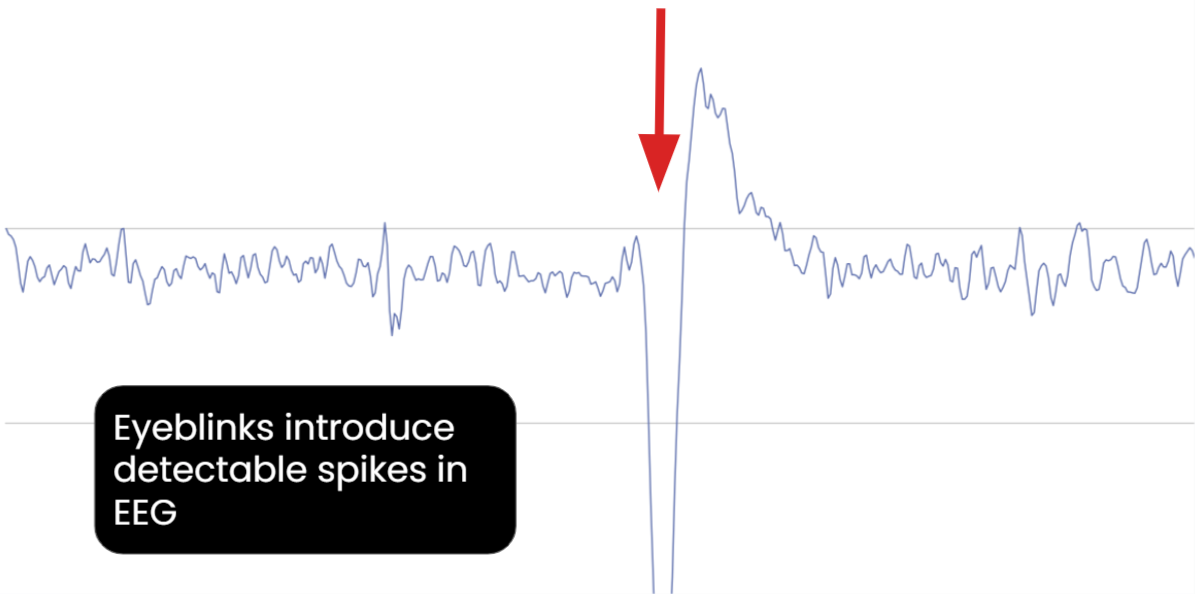 Eyeblinks introduce
detectable spikes in
EEG